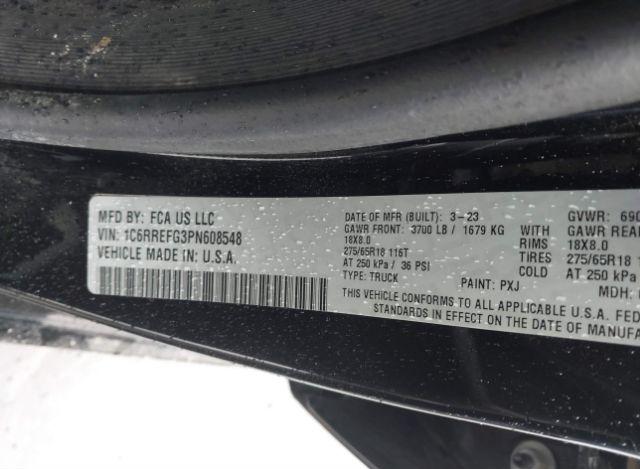 MFD BY: FCA US LLC
VIN: 1C6RREFG3PN608548
VEHICLE MADE IN: U.S.A.
DATE OF MFR (BUILT): 3-23 GVWR: 690
GAWR FRONT: 3700 LB / 1679 KG WITH GAWR REAR
18X8.0 RIMS 18X8.0
275/65R18 116T TIRES 275/65R18
AT 250 kPa / 36 PSI COLD AT 250 kPa
TYPE: TRUCK PAINT: PXJ MDH:
THIS VEHICLE CONFORMS TO ALL APPLICABLE U.S.A. FED
STANDARDS IN EFFECT ON THE DATE OF MANUFA